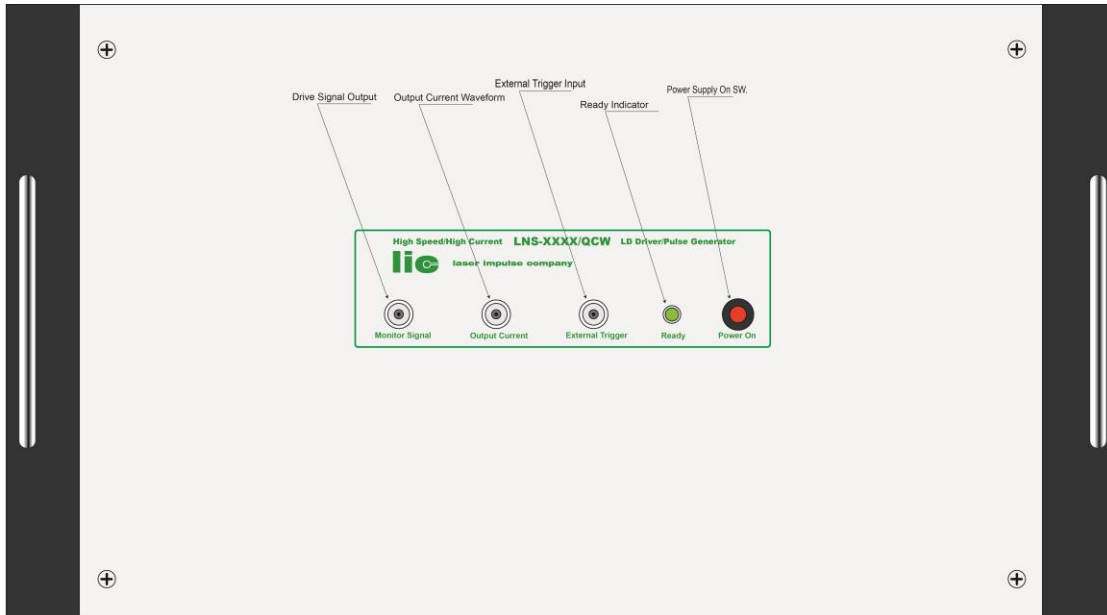 External Trigger Input
Drive Signal Output
Output Current Waveform
Ready Indicator
Power Supply On SW.
High Speed/High Current LNS-XXXX/QCW LD Driver/Pulse Generator
lic laser impulso company
Monitor Signal
Output Current
External Trigger
Ready
Power On